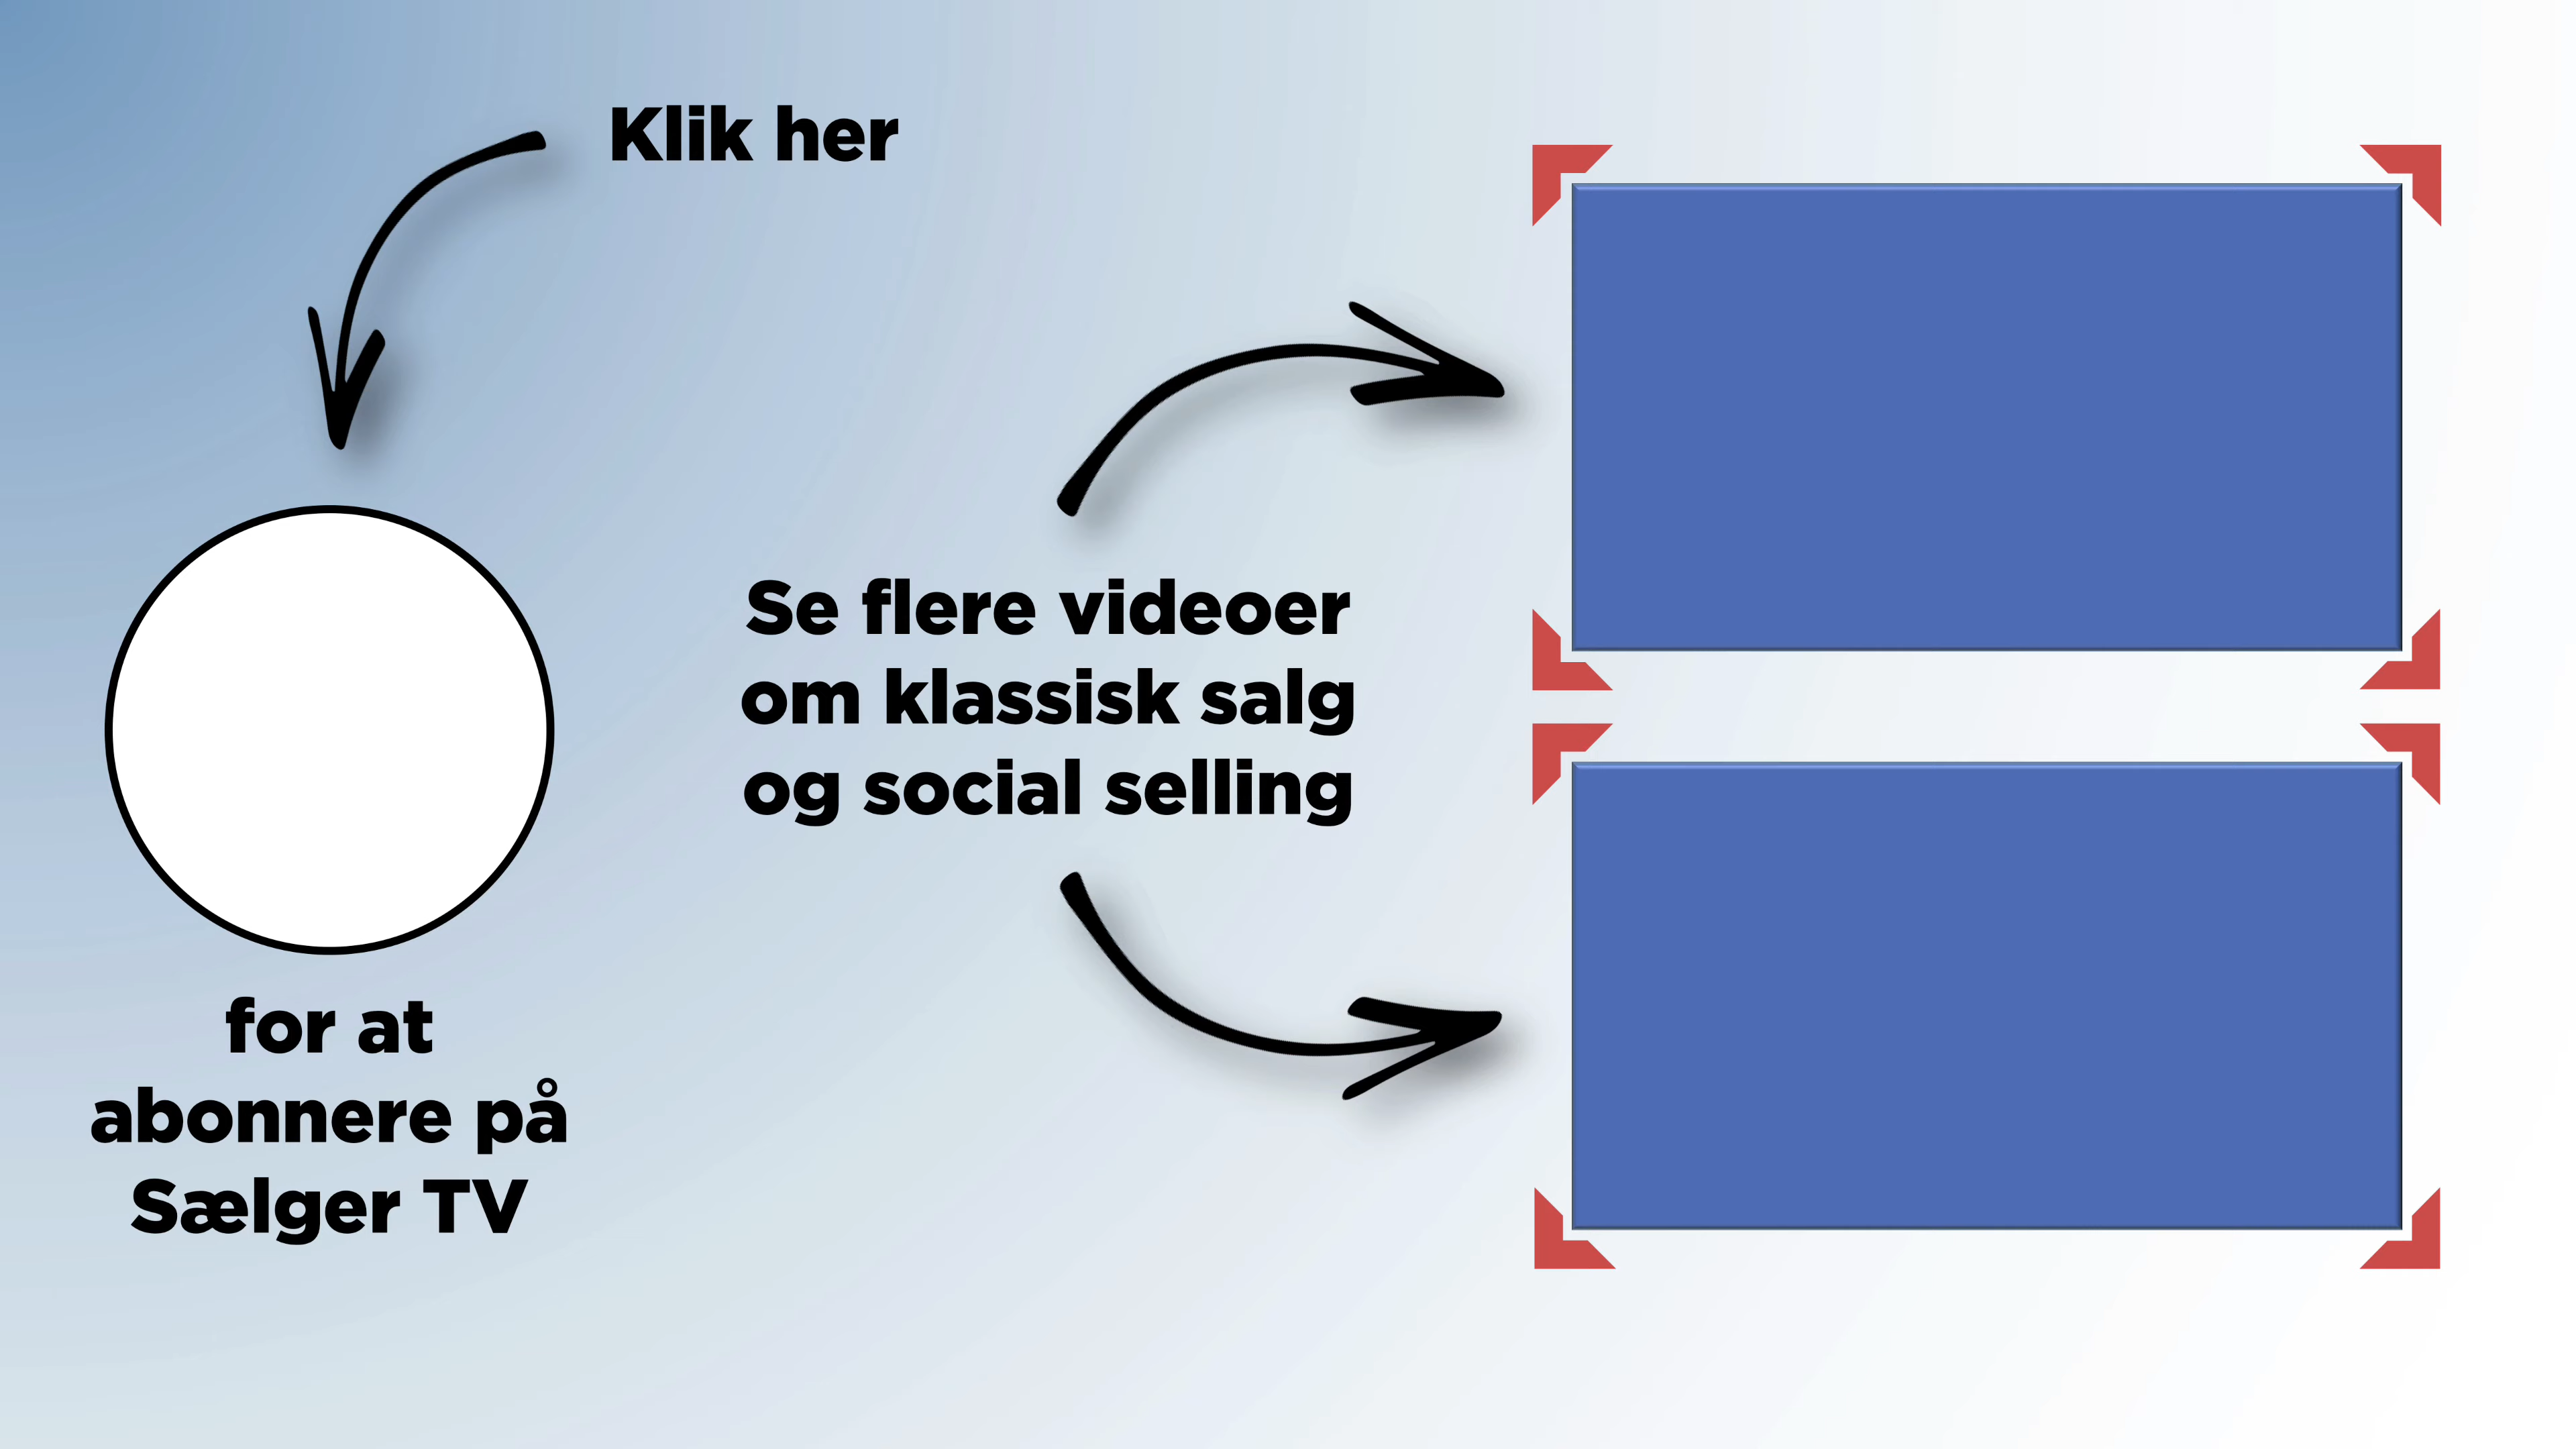 Klik her
for at
abonnere på
Sælger TV
Se flere videoer
om klassisk salg
og social selling